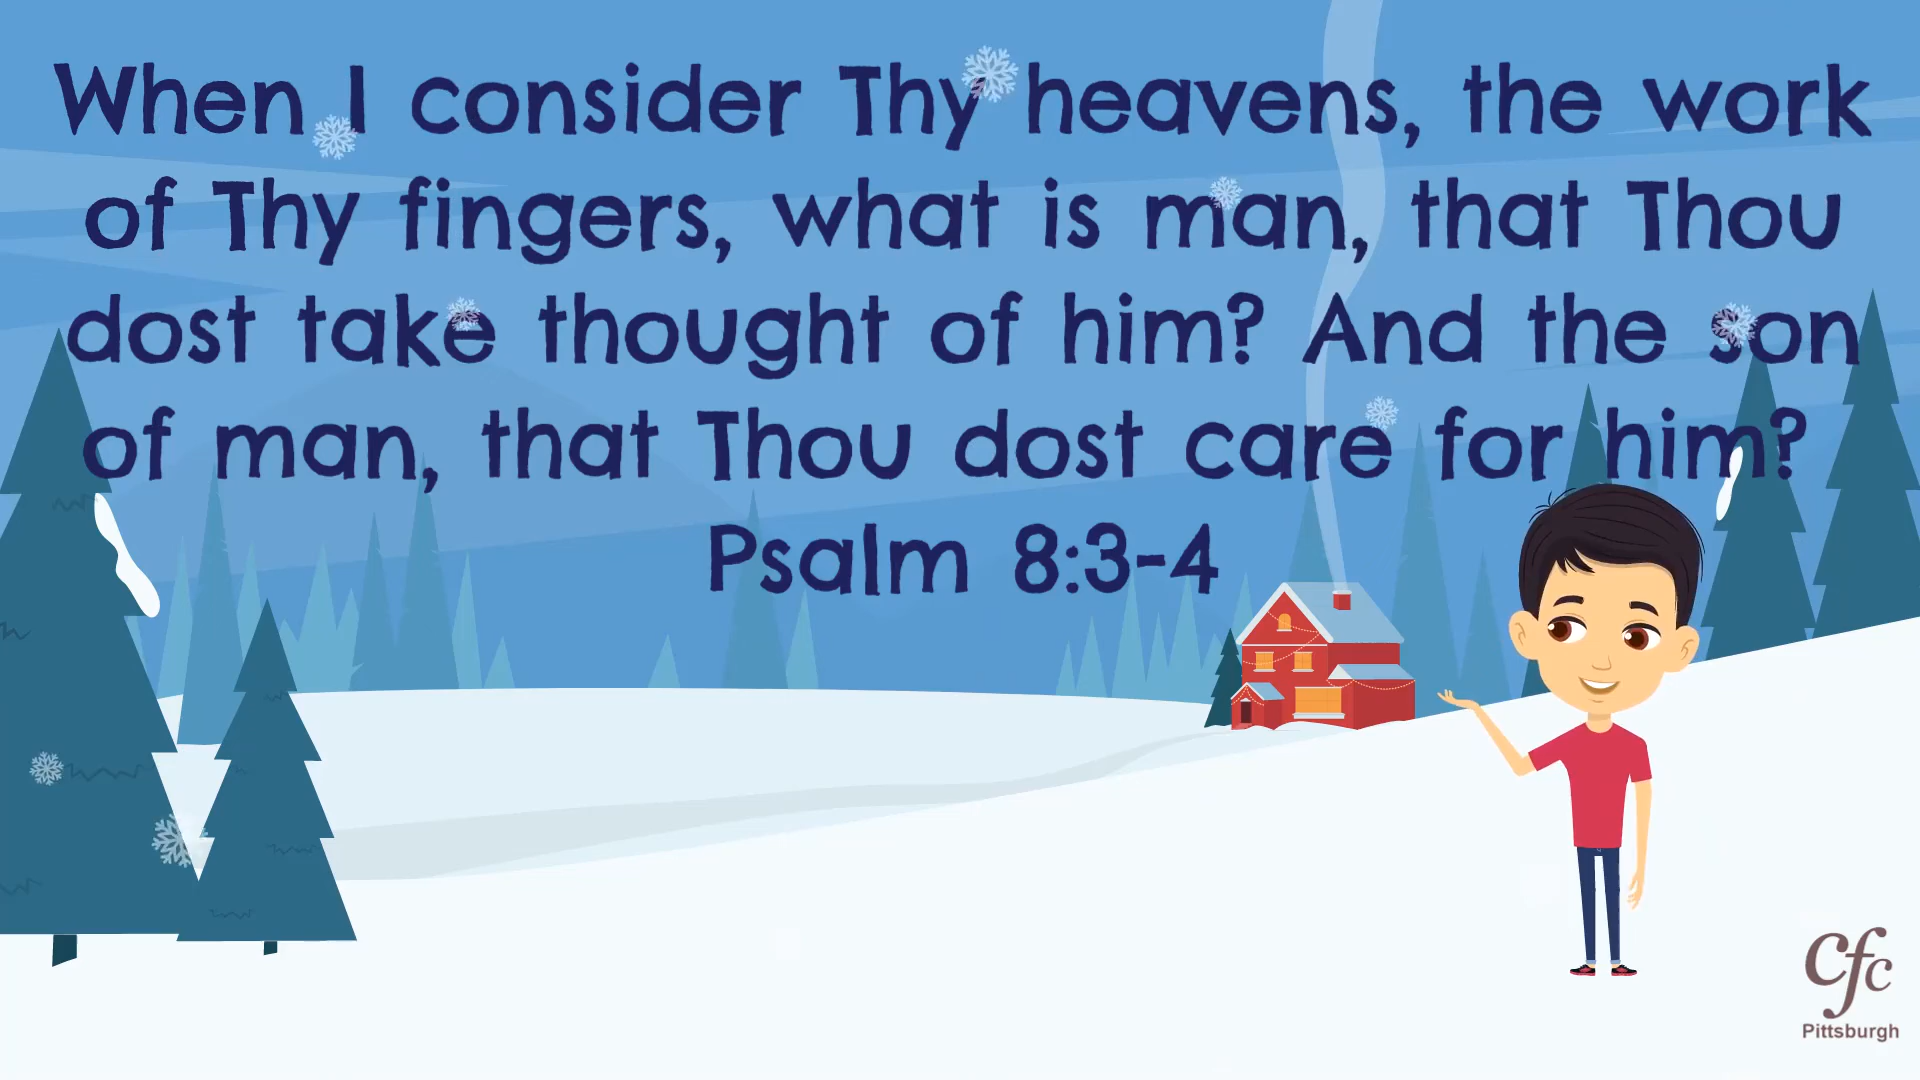 When I consider Thy heavens, the work
of Thy fingers, what is man, that Thou
dost take thought of him? And the son
of man, that Thou dost care for him?
Psalm 8:3-4
cfc
Pittsburgh